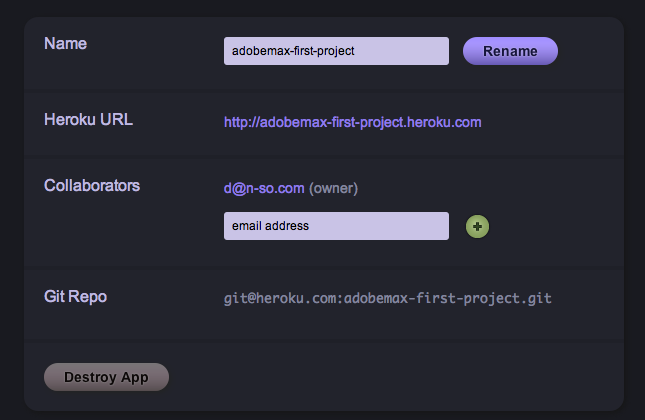 Name
adobemax-first-project
Rename
Heroku URL
http://adobemax-first-project.heroku.com
Collaborators
d@n-so.com (owner)
email address
Git Repo
git@heroku.com:adobemax-first-project.git
Destroy App